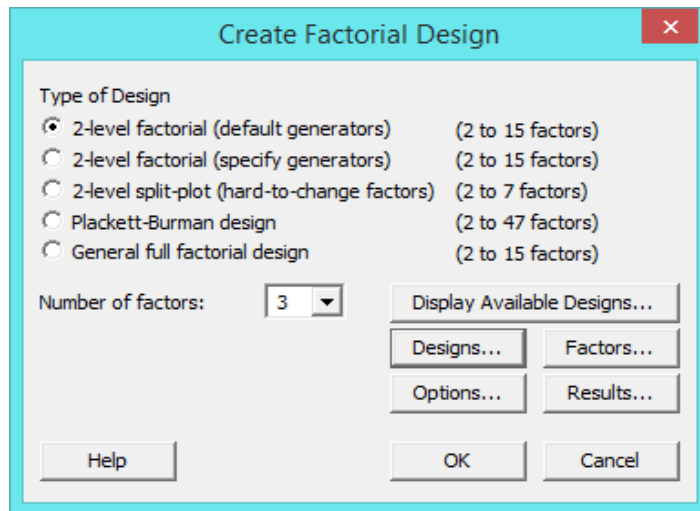 Create Factorial Design
Type of Design
2-level factorial (default generators) (2 to 15 factors)
2-level factorial (specify generators) (2 to 15 factors)
2-level split-plot (hard-to-change factors) (2 to 7 factors)
Plackett-Burman design (2 to 47 factors)
General full factorial design (2 to 15 factors)
Number of factors: 3 Display Available Designs...
Designs... Factors...
Options... Results...
Help OK Cancel